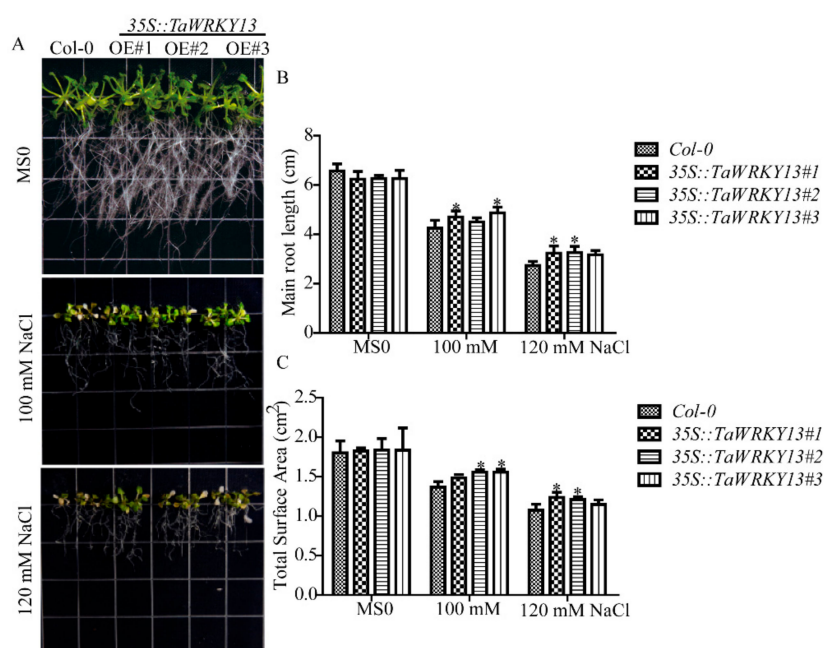 A
35S::TaWRKY13
Col-0 OE#1 OE#2 OE#3
MS0
100 mM NaCl
120 mM NaCl
B
Main root length (cm)
8
6
4
2
0
MS0 100 mM 120 mM NaCl
* * * *
Col-0
35S::TaWRKY13#1
35S::TaWRKY13#2
35S::TaWRKY13#3
C
Total Surface Area (cm²)
2.5
2.0
1.5
1.0
0.5
0.0
MS0 100 mM 120 mM NaCl
* * * *
Col-0
35S::TaWRKY13#1
35S::TaWRKY13#2
35S::TaWRKY13#3